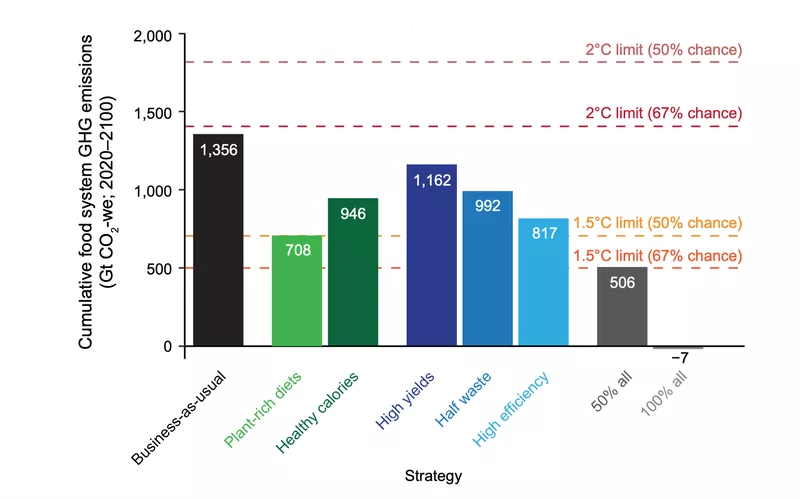 Cumulative food system GHG emissions
(Gt CO₂-we; 2020–2100)
2,000
1,500
1,000
500
0
2°C limit (50% chance)
2°C limit (67% chance)
1.5°C limit (50% chance)
1.5°C limit (67% chance)
1,356
708
946
1,162
992
817
506
−7
Business-as-usual
Plant-rich diets
Healthy calories
High yields
Half waste
High efficiency
50% all
100% all
Strategy